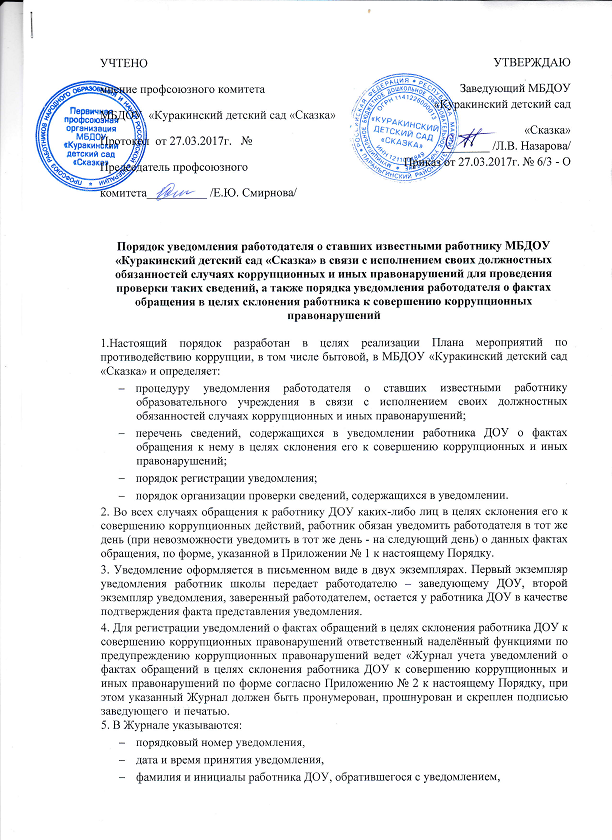 УЧТЕНО
УТВЕРЖДАЮ
мнение профсоюзного комитета
Заведующий МБДОУ
«Куракинский детский сад
МБДОУ «Куракинский детский сад «Сказка»
«Сказка»
Протокол от 27.03.2017г. №
/Л.В. Назарова/
Приказ от 27.03.2017г. № 6/3 - О
Председатель профсоюзного
комитета__________ /Е.Ю. Смирнова/
Первичная
профсоюзная
организация
МБДОУ
«Куракинский
детский сад
«Сказка»
«КУРАКИНСКИЙ
ДЕТСКИЙ САД
«СКАЗКА»
Порядок уведомления работодателя о ставших известными работнику МБДОУ
«Куракинский детский сад «Сказка» в связи с исполнением своих должностных
обязанностей случаях коррупционных и иных правонарушений для проведения
проверки таких сведений, а также порядка уведомления работодателя о фактах
обращения в целях склонения работника к совершению коррупционных
правонарушений
1.Настоящий порядок разработан в целях реализации Плана мероприятий по
противодействию коррупции, в том числе бытовой, в МБДОУ «Куракинский детский сад
«Сказка» и определяет:
– процедуру уведомления работодателя о ставших известными работнику
образовательного учреждения в связи с исполнением своих должностных
обязанностей случаях коррупционных и иных правонарушений;
– перечень сведений, содержащихся в уведомлении работника ДОУ о фактах
обращения к нему в целях склонения его к совершению коррупционных и иных
правонарушений;
– порядок регистрации уведомления;
– порядок организации проверки сведений, содержащихся в уведомлении.
2. Во всех случаях обращения к работнику ДОУ каких-либо лиц в целях склонения его к
совершению коррупционных действий, работник обязан уведомить работодателя в тот же
день (при невозможности уведомить в тот же день - на следующий день) о данных фактах
обращения, по форме, указанной в Приложении № 1 к настоящему Порядку.
3. Уведомление оформляется в письменном виде в двух экземплярах. Первый экземпляр
уведомления работник школы передает работодателю – заведующему ДОУ, второй
экземпляр уведомления, заверенный работодателем, остается у работника ДОУ в качестве
подтверждения факта представления уведомления.
4. Для регистрации уведомлений о фактах обращений в целях склонения работника ДОУ к
совершению коррупционных правонарушений ответственный наделённый функциями по
предупреждению коррупционных правонарушений ведет «Журнал учета уведомлений о
фактах обращений в целях склонения работника ДОУ к совершению коррупционных и
иных правонарушений по форме согласно Приложению № 2 к настоящему Порядку, при
этом указанный Журнал должен быть пронумерован, прошнурован и скреплен подписью
заведующего и печатью.
5. В Журнале указываются:
– порядковый номер уведомления,
– дата и время принятия уведомления,
– фамилия и инициалы работника ДОУ, обратившегося с уведомлением,